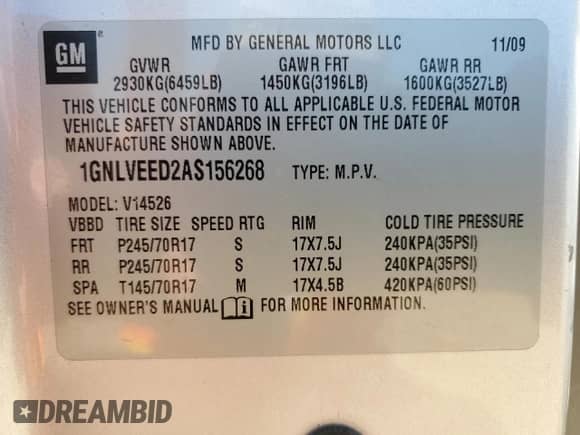 GM
MFD BY GENERAL MOTORS LLC 11/09
GVWR GAWR FRT GAWR RR
2930KG(6459LB) 1450KG(3196LB) 1600KG(3527LB)
THIS VEHICLE CONFORMS TO ALL APPLICABLE U.S. FEDERAL MOTOR
VEHICLE SAFETY STANDARDS IN EFFECT ON THE DATE OF
MANUFACTURE SHOWN ABOVE.
1GNLVEED2AS156268 TYPE: M.P.V.
MODEL: V14526
VBBD TIRE SIZE SPEED RTG RIM COLD TIRE PRESSURE
FRT P245/70R17 S 17X7.5J 240KPA(35PSI)
RR P245/70R17 S 17X7.5J 240KPA(35PSI)
SPA T145/70R17 M 17X4.5B 420KPA(60PSI)
SEE OWNER'S MANUAL i FOR MORE INFORMATION.
DREAMBID